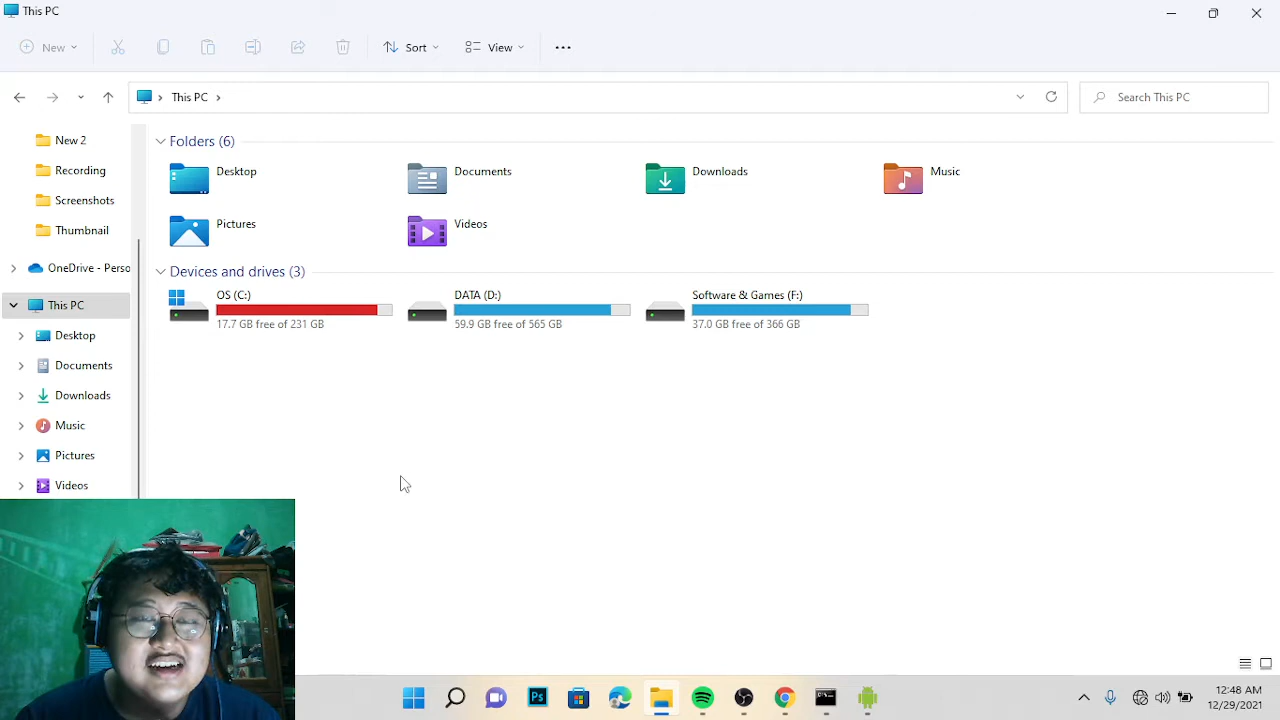 This PC
New
Sort
View
This PC
Search This PC
New 2
Recording
Screenshots
Thumbnail
OneDrive - Perso
This PC
Desktop
Documents
Downloads
Music
Pictures
Videos
Folders (6)
Desktop
Documents
Downloads
Music
Pictures
Videos
Devices and drives (3)
OS (C:)
17.7 GB free of 231 GB
DATA (D:)
59.9 GB free of 565 GB
Software & Games (F:)
37.0 GB free of 366 GB
Ps
12:45 AM
12/29/2021